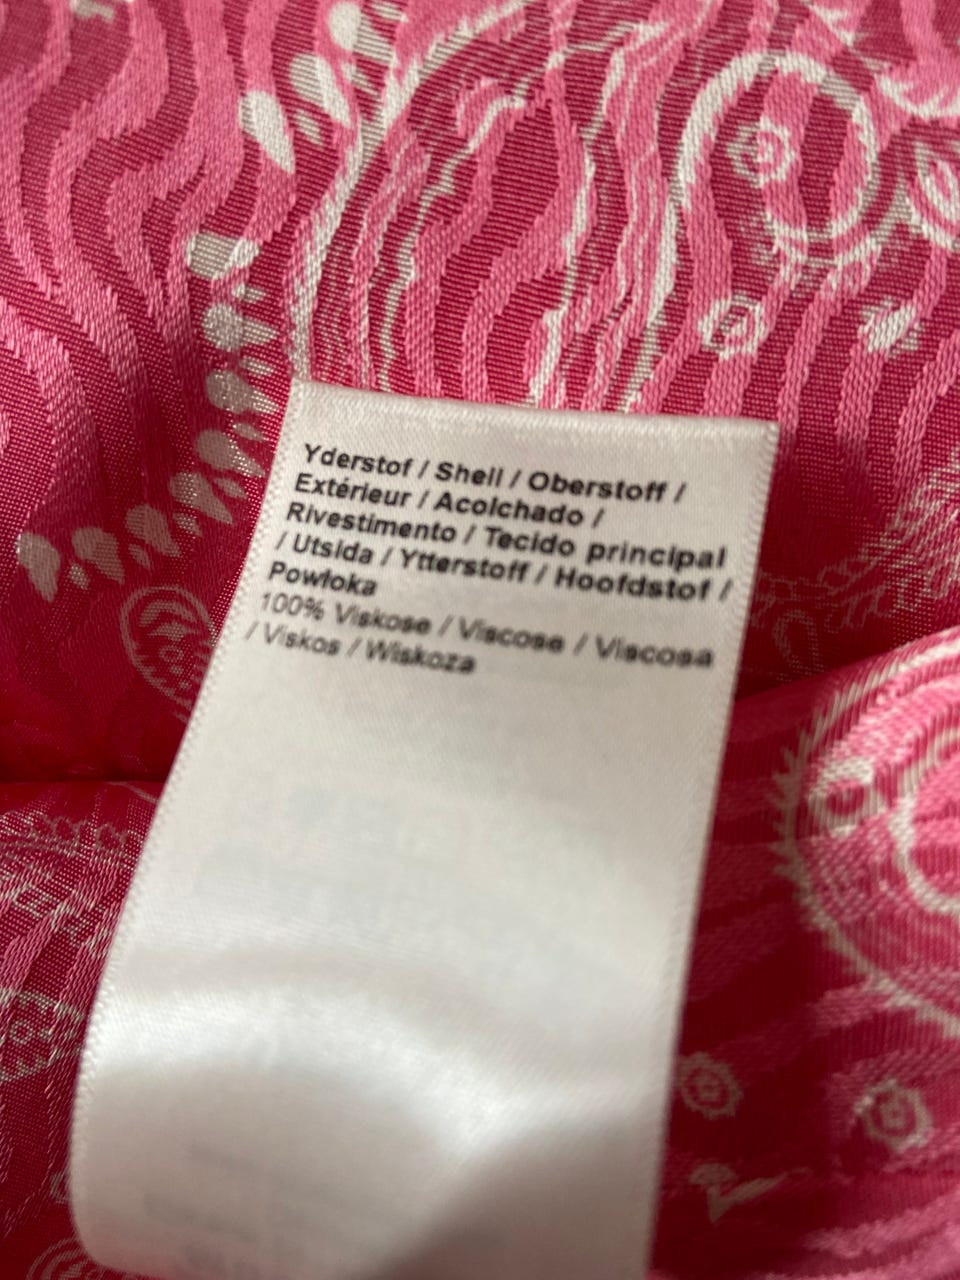 Yderstof / Shell / Oberstoff /
Extérieur / Acolchado /
Rivestimento / Tecido principal
/ Utsida / Ytterstoff / Hoofdstof /
Powłoka
100% Viskose / Viscose / Viscosa
/ Viskos / Wiskoza